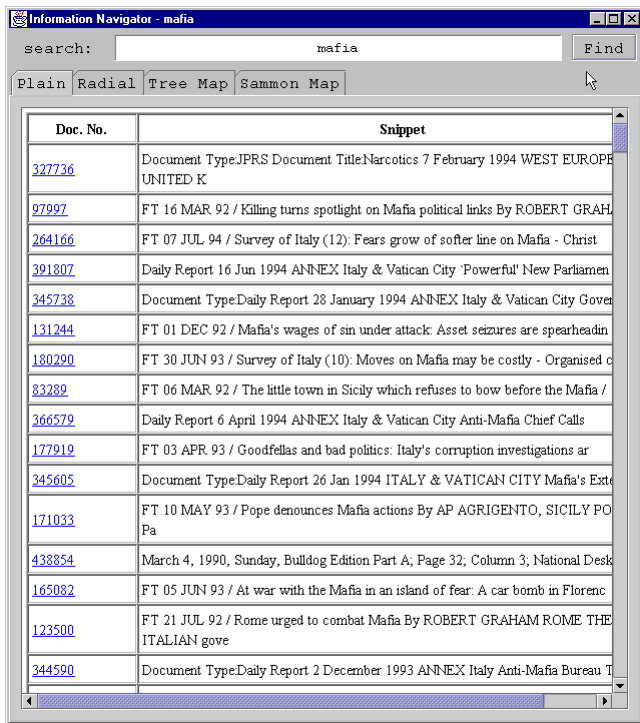 Information Navigator - mafia
search: mafia Find
Plain Radial Tree Map Sammon Map
Doc. No. Snippet
327736 Document Type:JPRS Document Title:Narcotics 7 February 1994 WEST EUROPE
UNITED K
97997 FT 16 MAR 92 / Killing turns spotlight on Mafia political links By ROBERT GRAHA
264166 FT 07 JUL 94 / Survey of Italy (12): Fears grow of softer line on Mafia - Christ
391807 Daily Report 16 Jun 1994 ANNEX Italy & Vatican City `Powerful' New Parliamen
345738 Document Type:Daily Report 28 January 1994 ANNEX Italy & Vatican City Gover
131244 FT 01 DEC 92 / Mafia's wages of sin under attack: Asset seizures are spearheadin
180290 FT 30 JUN 93 / Survey of Italy (10): Moves on Mafia may be costly - Organised c
83289 FT 06 MAR 92 / The little town in Sicily which refuses to bow before the Mafia /
366579 Daily Report 6 April 1994 ANNEX Italy & Vatican City Anti-Mafia Chief Calls
177919 FT 03 APR 93 / Goodfellas and bad politics: Italy's corruption investigations ar
345605 Document Type:Daily Report 26 Jan 1994 ITALY & VATICAN CITY Mafia's Exte
171033 FT 10 MAY 93 / Pope denounces Mafia actions By AP AGRIGENTO, SICILY PO
Pa
438854 March 4, 1990, Sunday, Bulldog Edition Part A; Page 32; Column 3; National Desk
165082 FT 05 JUN 93 / At war with the Mafia in an island of fear: A car bomb in Florenc
123500 FT 21 JUL 92 / Rome urged to combat Mafia By ROBERT GRAHAM ROME THE
ITALIAN gove
344590 Document Type:Daily Report 2 December 1993 ANNEX Italy Anti-Mafia Bureau T